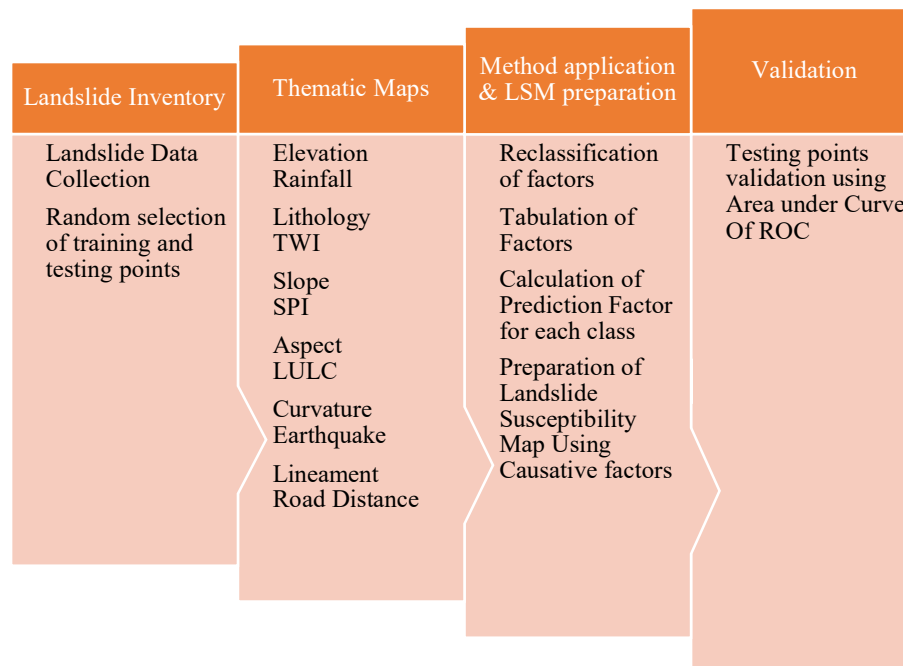 Landslide Inventory
Landslide Data
Collection
Random selection
of training and
testing points
Thematic Maps
Elevation
Rainfall
Lithology
TWI
Slope
SPI
Aspect
LULC
Curvature
Earthquake
Lineament
Road Distance
Method application
& LSM preparation
Reclassification
of factors
Tabulation of
Factors
Calculation of
Prediction Factor
for each class
Preparation of
Landslide
Susceptibility
Map Using
Causative factors
Validation
Testing points
validation using
Area under Curve
Of ROC